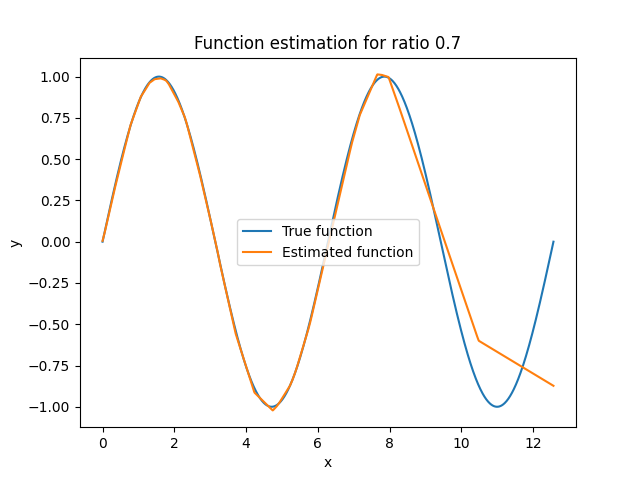 Function estimation for ratio 0.7
1.00
0.75
0.50
0.25
0.00
−0.25
−0.50
−0.75
−1.00
y
True function
Estimated function
0 2 4 6 8 10 12
x